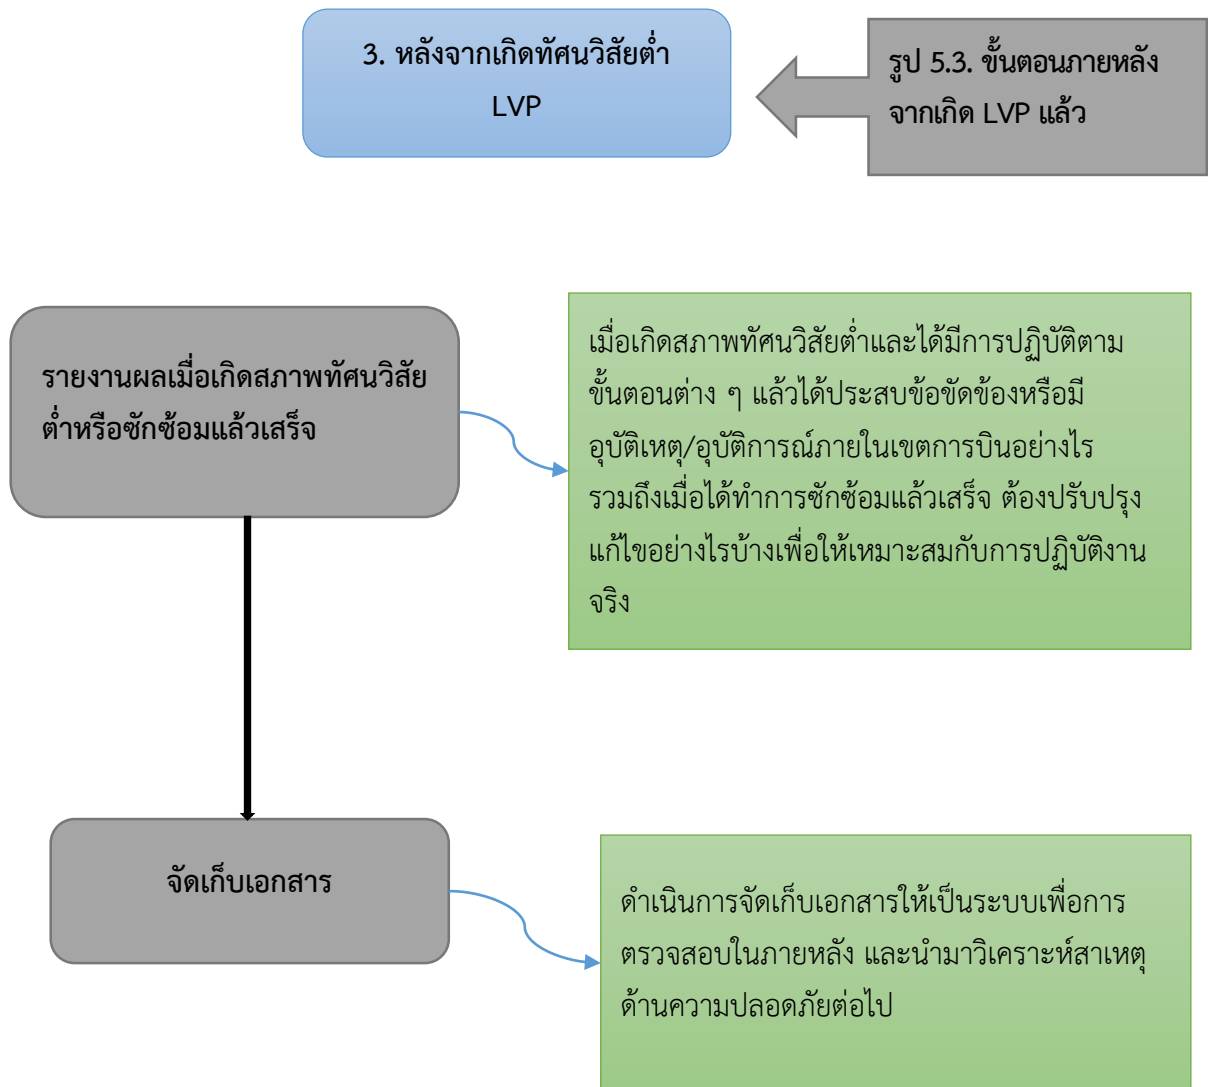 3. หลังจากเกิดทัศนวิสัยต่ำ
LVP
รูป 5.3. ขั้นตอนภายหลัง
จากเกิด LVP แล้ว
รายงานผลเมื่อเกิดสภาพทัศนวิสัย
ต่ำหรือซักซ้อมแล้วเสร็จ
เมื่อเกิดสภาพทัศนวิสัยต่ำและได้มีการปฏิบัติตาม
ขั้นตอนต่าง ๆ แล้วได้ประสบข้อขัดข้องหรือมี
อุบัติเหตุ/อุบัติการณ์ภายในเขตการบินอย่างไร
รวมถึงเมื่อได้ทำการซักซ้อมแล้วเสร็จ ต้องปรับปรุง
แก้ไขอย่างไรบ้างเพื่อให้เหมาะสมกับการปฏิบัติงาน
จริง
จัดเก็บเอกสาร
ดำเนินการจัดเก็บเอกสารให้เป็นระบบเพื่อการ
ตรวจสอบในภายหลัง และนำมาวิเคราะห์สาเหตุ
ด้านความปลอดภัยต่อไป